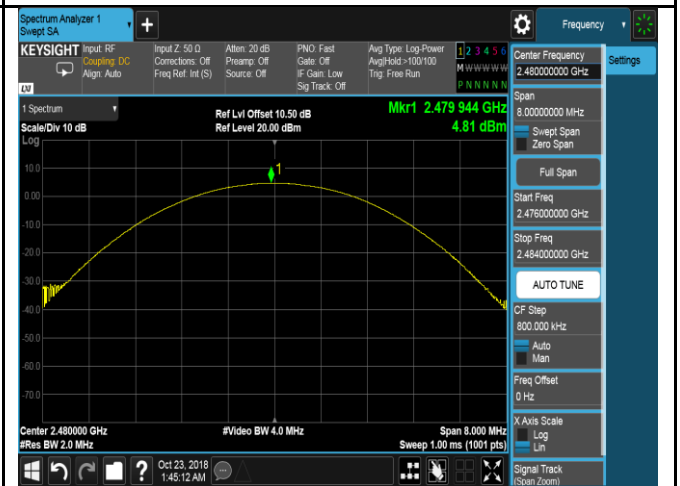 Spectrum Analyzer 1
Swept SA
+
Frequency
KEYSIGHT
Input: RF
Coupling: DC
Align: Auto
Input Z: 50 Ω
Corrections: Off
Freq Ref: Int (S)
Atten: 20 dB
Preamp: Off
Source: Off
PNO: Fast
Gate: Off
IF Gain: Low
Sig Track: Off
Avg Type: Log-Power
Avg|Hold:>100/100
Trig: Free Run
1 2 3 4 5 6
M W W W W W
P N N N N N
LXI
1 Spectrum
Scale/Div 10 dB
Ref Lvl Offset 10.50 dB
Ref Level 20.00 dBm
Mkr1 2.479 944 GHz
4.81 dBm
Log
1
10.0
0.00
-10.0
-20.0
-30.0
-40.0
-50.0
-60.0
-70.0
Center 2.480000 GHz
#Res BW 2.0 MHz
#Video BW 4.0 MHz
Span 8.000 MHz
Sweep 1.00 ms (1001 pts)
Center Frequency
2.480000000 GHz
Settings
Span
8.00000000 MHz
Swept Span
Zero Span
Full Span
Start Freq
2.476000000 GHz
Stop Freq
2.484000000 GHz
AUTO TUNE
CF Step
800.000 kHz
Auto
Man
Freq Offset
0 Hz
X Axis Scale
Log
Lin
Signal Track
(Span Zoom)
?
Oct 23, 2018
1:45:12 AM